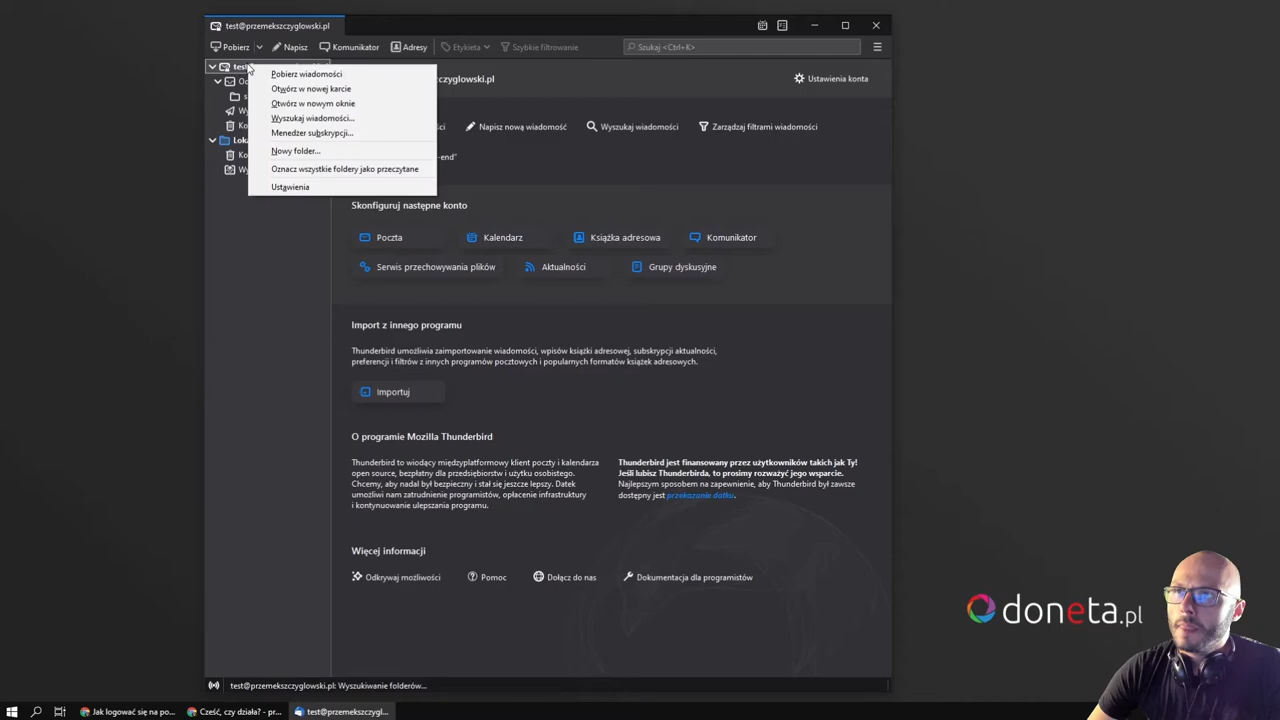 test@przemekszczyglowski.pl
Pobierz
Napisz
Komunikator
Adresy
Etykieta
Szybkie filtrowanie
Szukaj <Ctrl+K>
Pobierz wiadomości
Otwórz w nowej karcie
Otwórz w nowym oknie
Wyszukaj wiadomości...
Menedżer subskrypcji...
Nowy folder...
Oznacz wszystkie foldery jako przeczytane
Ustawienia
czyglowski.pl
Ustawienia konta
Napisz nową wiadomość
Wyszukaj wiadomości
Zarządzaj filtrami wiadomości
-end"
Skonfiguruj następne konto
Poczta
Kalendarz
Książka adresowa
Komunikator
Serwis przechowywania plików
Aktualności
Grupy dyskusyjne
Import z innego programu
Thunderbird umożliwia zaimportowanie wiadomości, wpisów książki adresowej, subskrypcji aktualności,
preferencji i filtrów z innych programów pocztowych i popularnych formatów książek adresowych.
Importuj
O programie Mozilla Thunderbird
Thunderbird to wiodący międzyplatformowy klient poczty i kalendarza
open source, bezpłatny dla przedsiębiorstw i użytku osobistego.
Chcemy, aby nadal był bezpieczny i stał się jeszcze lepszy. Datek
umożliwi nam zatrudnienie programistów, opłacenie infrastruktury
i kontynuowanie ulepszania programu.
Thunderbird jest finansowany przez użytkowników takich jak Ty!
Jeśli lubisz Thunderbirda, to prosimy rozważyć jego wsparcie.
Najlepszym sposobem na zapewnienie, aby Thunderbird był zawsze
dostępny jest przekazanie datku.
Więcej informacji
Odkrywaj możliwości
Pomoc
Dołącz do nas
Dokumentacja dla programistów
doneta.pl
test@przemekszczyglowski.pl: Wyszukiwanie folderów...
Jak logować się na po...
Cześć, czy działa? - pr...
test@przemekszczygl...